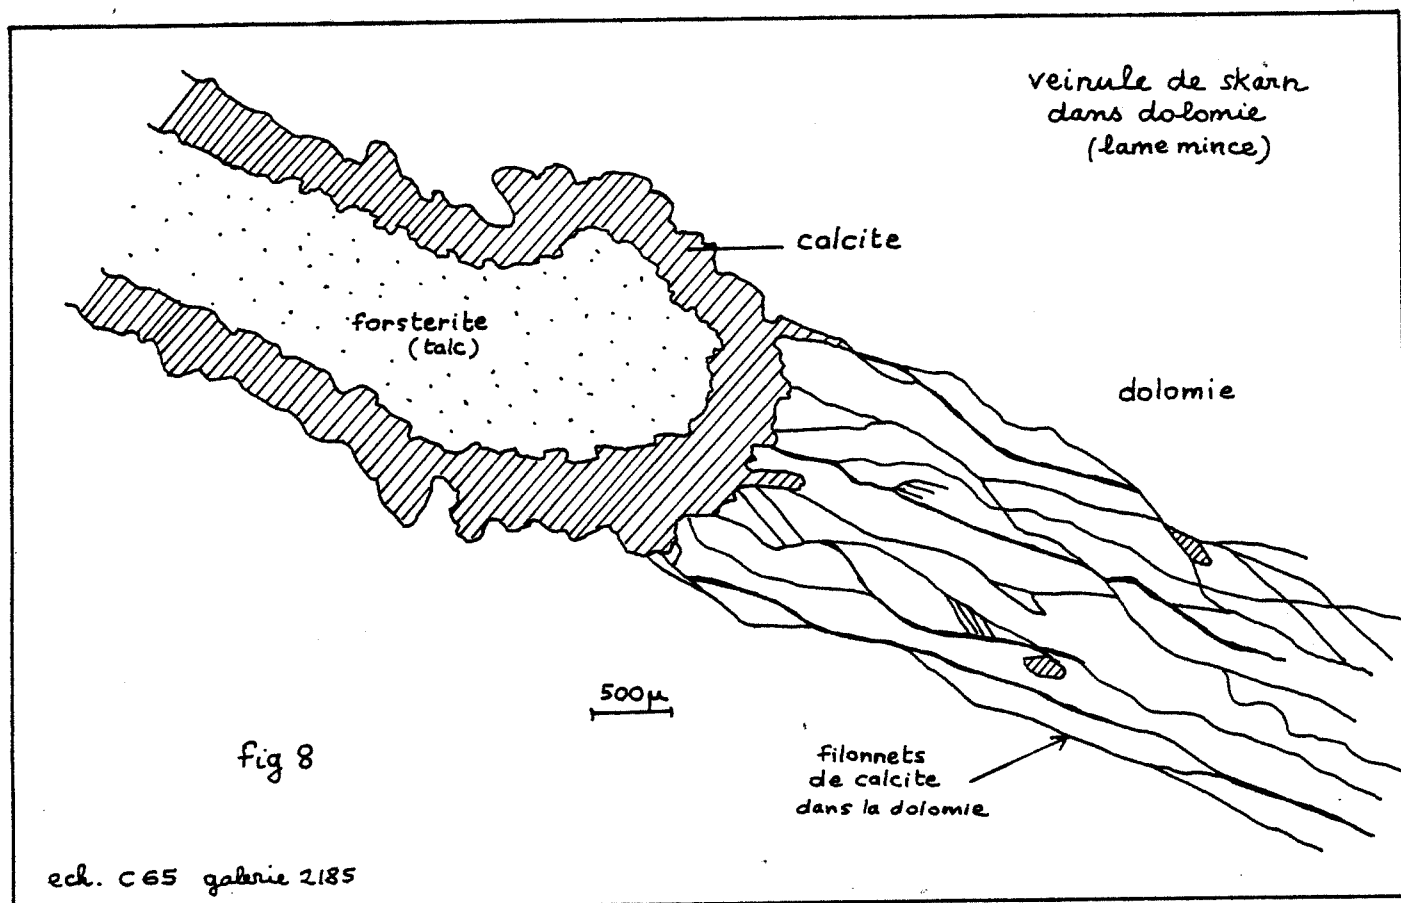 veinule de skarn
dans dolomie
(lame mince)
calcite
forsterite
(talc)
dolomie
500µ
fig 8
filonnets
de calcite
dans la dolomie
ech. C65 galerie 2185